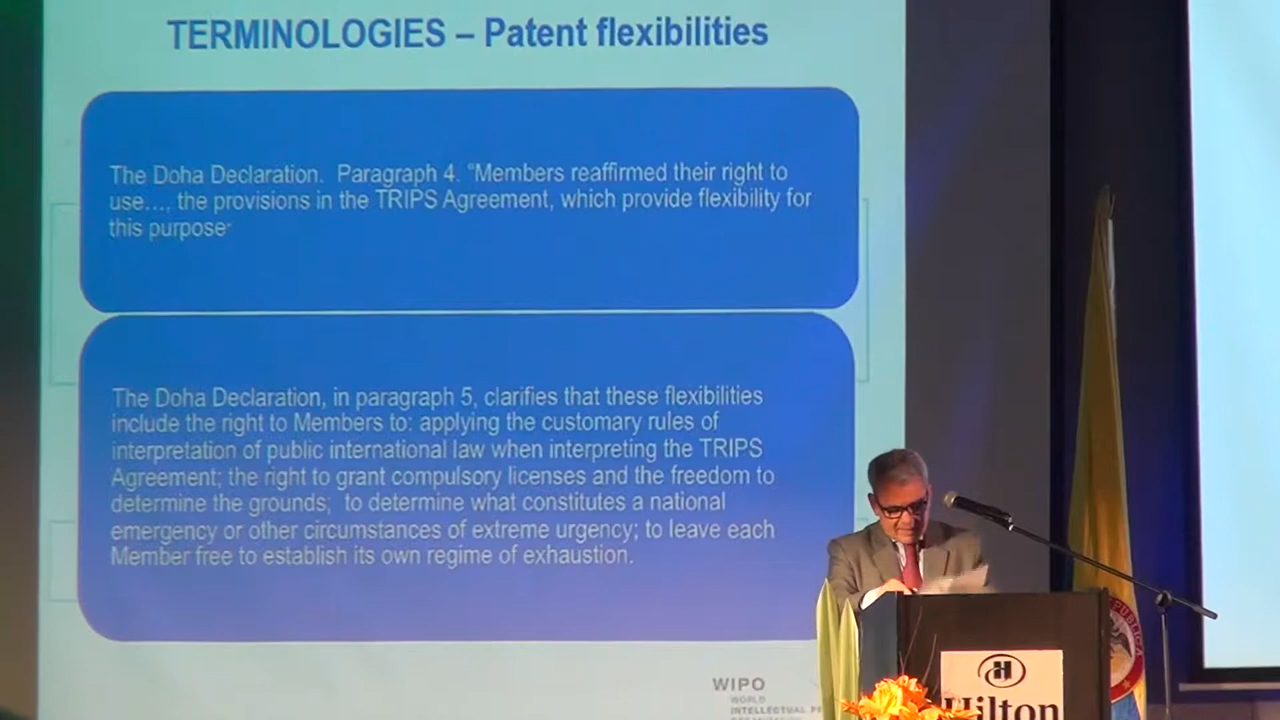 TERMINOLOGIES – Patent flexibilities
The Doha Declaration. Paragraph 4. “Members reaffirmed their right to
use…, the provisions in the TRIPS Agreement, which provide flexibility for
this purpose”
The Doha Declaration, in paragraph 5, clarifies that these flexibilities
include the right to Members to: applying the customary rules of
interpretation of public international law when interpreting the TRIPS
Agreement; the right to grant compulsory licenses and the freedom to
determine the grounds; to determine what constitutes a national
emergency or other circumstances of extreme urgency; to leave each
Member free to establish its own regime of exhaustion.
WIPO
WORLD
INTELLECTUAL
H
Hilton